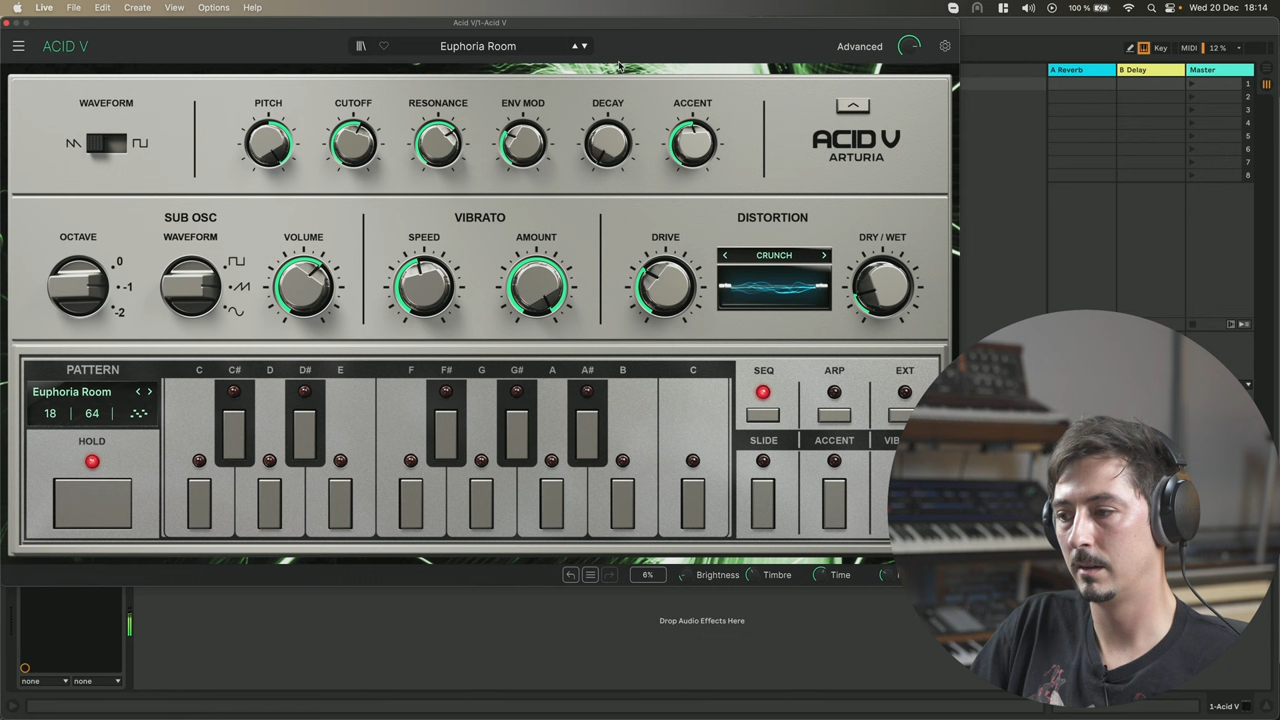 Live File Edit Create View Options Help
100 % Wed 20 Dec 18:14
Acid V/1-Acid V
ACID V Euphoria Room Advanced
Key MIDI 12 %
A Reverb B Delay Master
1
2
3
4
5
6
7
8
WAVEFORM PITCH CUTOFF RESONANCE ENV MOD DECAY ACCENT
ACID V
ARTURIA
SUB OSC VIBRATO DISTORTION
OCTAVE WAVEFORM VOLUME SPEED AMOUNT DRIVE DRY / WET
CRUNCH
0
-1
-2
PATTERN C C# D D# E F F# G G# A A# B C SEQ ARP EXT
Euphoria Room
18 64
HOLD SLIDE ACCENT VIB
6% Brightness Timbre Time
Drop Audio Effects Here
none none
1-Acid V